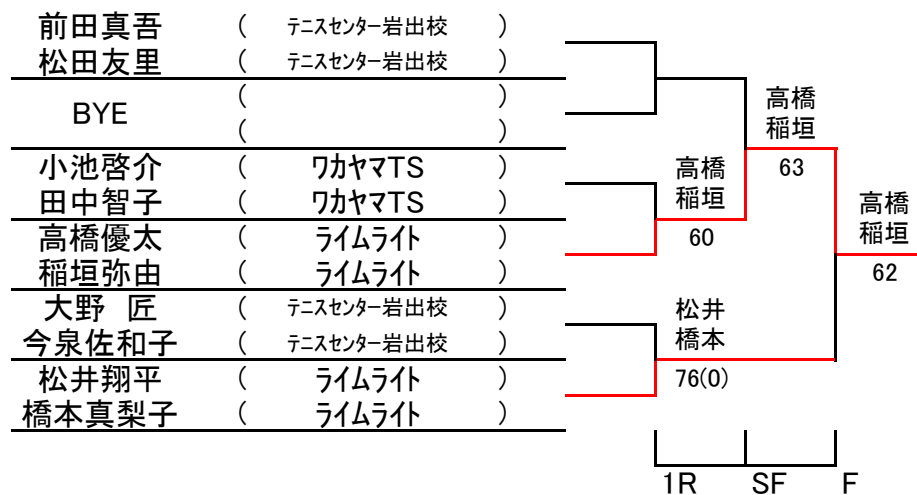 前田真吾 ( テニスセンター岩出校 )
松田友里 ( テニスセンター岩出校 )
BYE ( )
( )
小池啓介 ( ワカヤマTS )
田中智子 ( ワカヤマTS )
高橋優太 ( ライムライト )
稲垣弥由 ( ライムライト )
大野 匠 ( テニスセンター岩出校 )
今泉佐和子 ( テニスセンター岩出校 )
松井翔平 ( ライムライト )
橋本真梨子 ( ライムライト )
高橋
稲垣
60
松井
橋本
76(0)
高橋
稲垣
63
高橋
稲垣
62
1R SF F